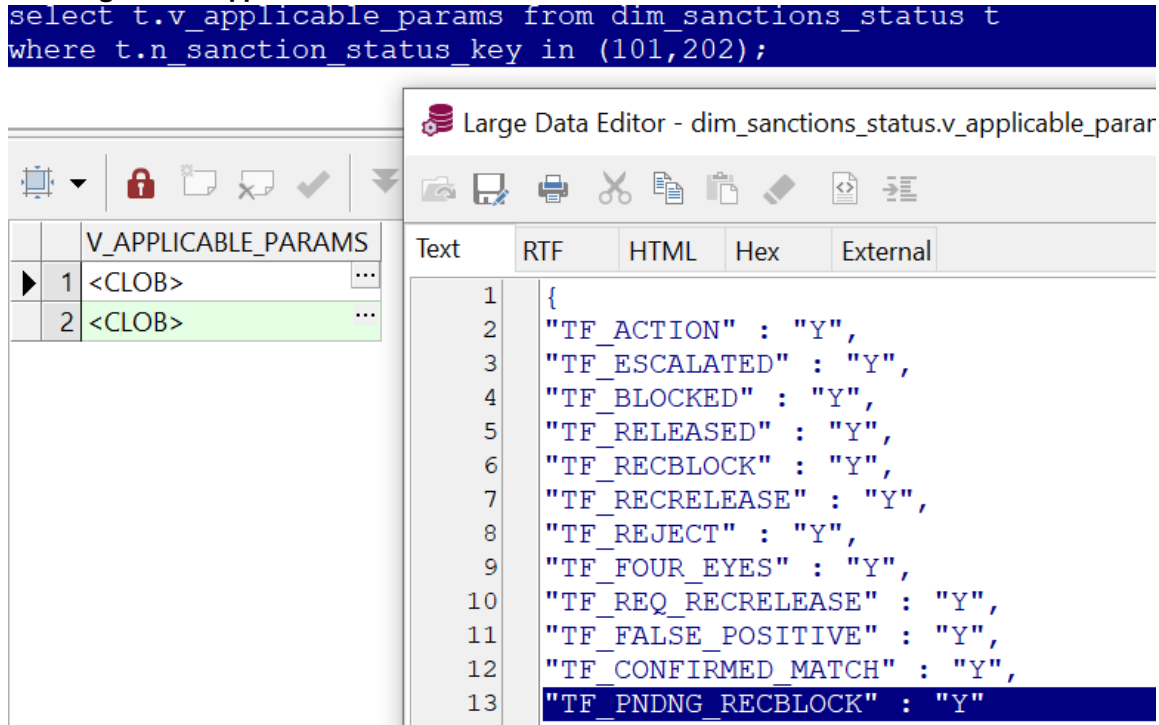 select t.v_applicable_params from dim_sanctions_status t
where t.n_sanction_status_key in (101,202);
Large Data Editor - dim_sanctions_status.v_applicable_paran
V_APPLICABLE_PARAMS
1 <CLOB> ...
2 <CLOB> ...
Text RTF HTML Hex External
1 {
2 "TF_ACTION" : "Y",
3 "TF_ESCALATED" : "Y",
4 "TF_BLOCKED" : "Y",
5 "TF_RELEASED" : "Y",
6 "TF_RECBLOCK" : "Y",
7 "TF_RECRELEASE" : "Y",
8 "TF_REJECT" : "Y",
9 "TF_FOUR_EYES" : "Y",
10 "TF_REQ_RECRELEASE" : "Y",
11 "TF_FALSE_POSITIVE" : "Y",
12 "TF_CONFIRMED_MATCH" : "Y",
13 "TF_PNDNG_RECBLOCK" : "Y"